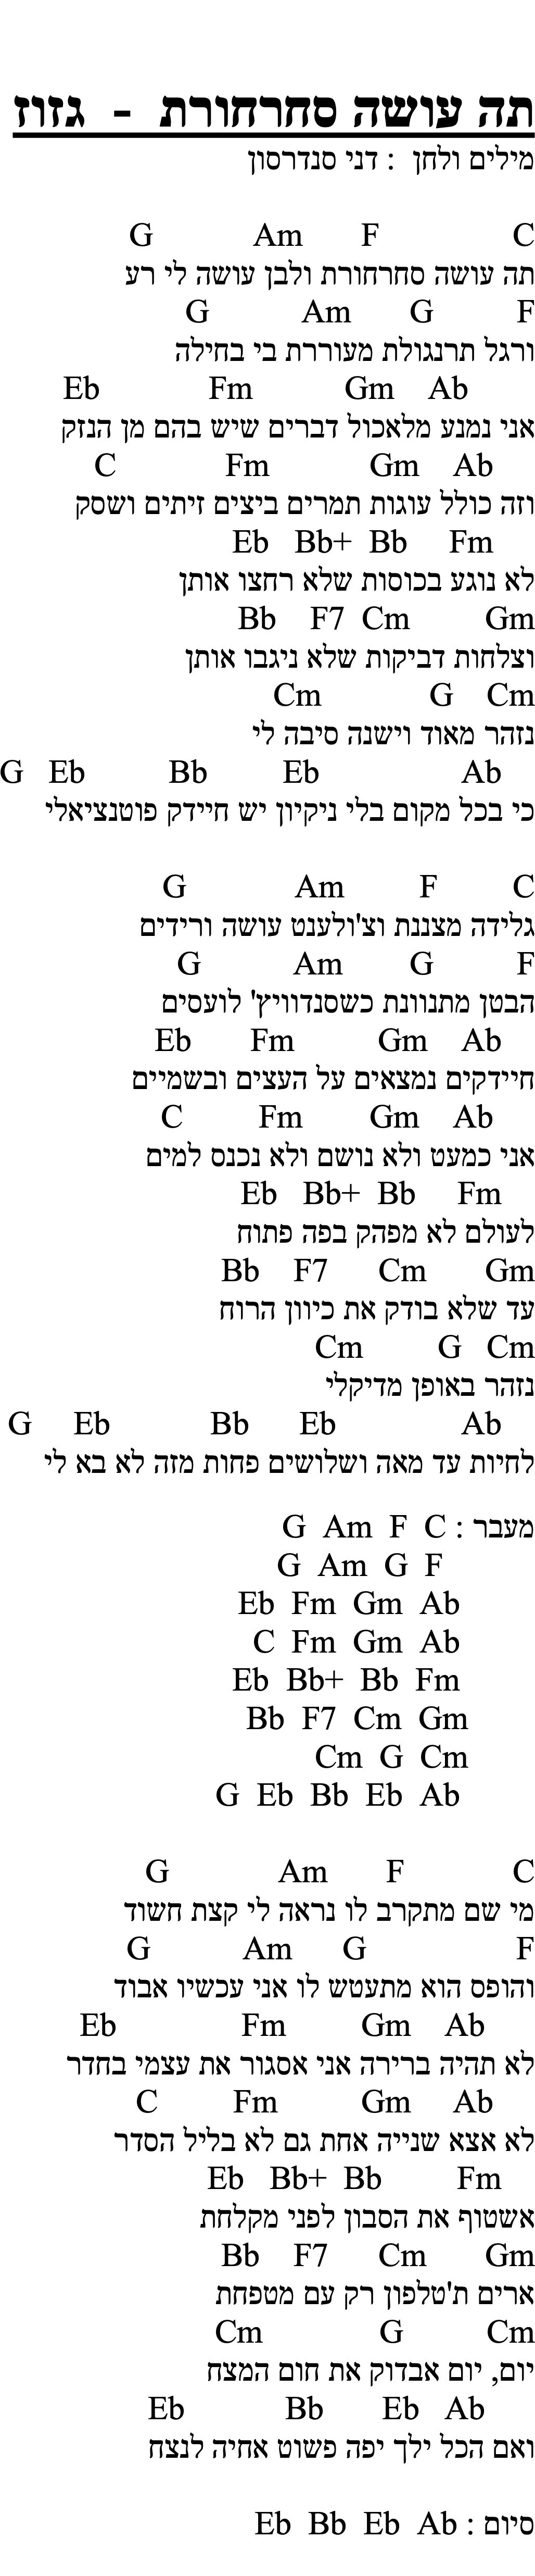 תה עושה סחרחורת - גזוז
מילים ולחן : דני סנדרסון
G Am F C
תה עושה סחרחורת ולבן עושה לי רע
G Am G F
ורגל תרנגולת מעוררת בי בחילה
Eb Fm Gm Ab
אני נמנע מלאכול דברים שיש בהם מן הנזק
C Fm Gm Ab
וזה כולל עוגות תמרים ביצים זיתים ושסק
Eb Bb+ Bb Fm
לא נוגע בכוסות שלא רחצו אותן
Bb F7 Cm Gm
וצלחות דביקות שלא ניגבו אותן
Cm G Cm
נזהר מאוד וישנה סיבה לי
G Eb Bb Eb Ab
כי בכל מקום בלי ניקיון יש חיידק פוטנציאלי
G Am F C
גלידה מצננת וצ'ולענט עושה ורידים
G Am G F
הבטן מתנוונת כשסנדוויץ' לועסים
Eb Fm Gm Ab
חיידקים נמצאים על העצים ובשמיים
C Fm Gm Ab
אני כמעט ולא נושם ולא נכנס למים
Eb Bb+ Bb Fm
לעולם לא מפהק בפה פתוח
Bb F7 Cm Gm
עד שלא בודק את כיוון הרוח
Cm G Cm
נזהר באופן מדיקלי
G Eb Bb Eb Ab
לחיות עד מאה ושלושים פחות מזה לא בא לי
מעבר : G Am F C
G Am G F
Eb Fm Gm Ab
C Fm Gm Ab
Eb Bb+ Bb Fm
Bb F7 Cm Gm
Cm G Cm
G Eb Bb Eb Ab
G Am F C
מי שם מתקרב לו נראה לי קצת חשוד
G Am G F
והופס הוא מתעטש לו אני עכשיו אבוד
Eb Fm Gm Ab
לא תהיה ברירה אני אסגור את עצמי בחדר
C Fm Gm Ab
לא אצא שנייה אחת גם לא בליל הסדר
Eb Bb+ Bb Fm
אשטוף את הסבון לפני מקלחת
Bb F7 Cm Gm
ארים ת'טלפון רק עם מטפחת
Cm G Cm
יום, יום אבדוק את חום המצח
Eb Bb Eb Ab
ואם הכל ילך יפה פשוט אחיה לנצח
סיום : Eb Bb Eb Ab